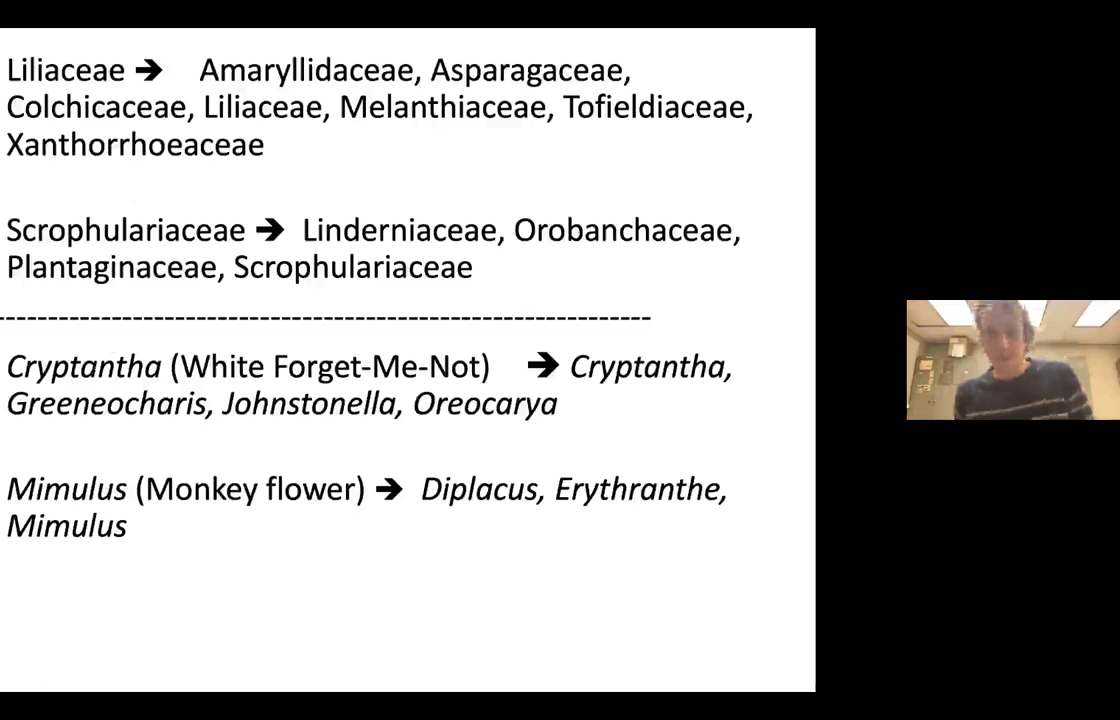 Liliaceae ➔ Amaryllidaceae, Asparagaceae,
Colchicaceae, Liliaceae, Melanthiaceae, Tofieldiaceae,
Xanthorrhoeaceae
Scrophulariaceae ➔ Linderniaceae, Orobanchaceae,
Plantaginaceae, Scrophulariaceae
Cryptantha (White Forget-Me-Not) ➔ Cryptantha,
Greeneocharis, Johnstonella, Oreocarya
Mimulus (Monkey flower) ➔ Diplacus, Erythranthe,
Mimulus